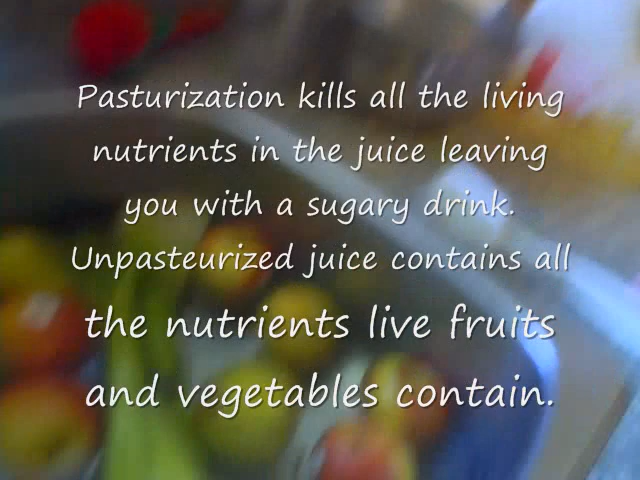 Pasturization kills all the living
nutrients in the juice leaving
you with a sugary drink.
Unpasteurized juice contains all
the nutrients live fruits
and vegetables contain.